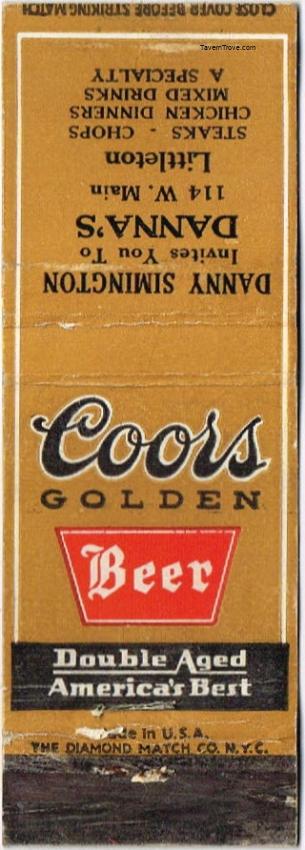 CLOSE COVER BEFORE STRIKING MATCH
TavernTrove.com
DANNY SIMINGTON
Invites You To
DANNA'S
114 W. Main
Littleton
STEAKS - CHOPS
CHICKEN DINNERS
MIXED DRINKS
A SPECIALTY
Coors
GOLDEN
Beer
Double Aged
America's Best
in U.S.A.
THE DIAMOND MATCH CO. N.Y.C.